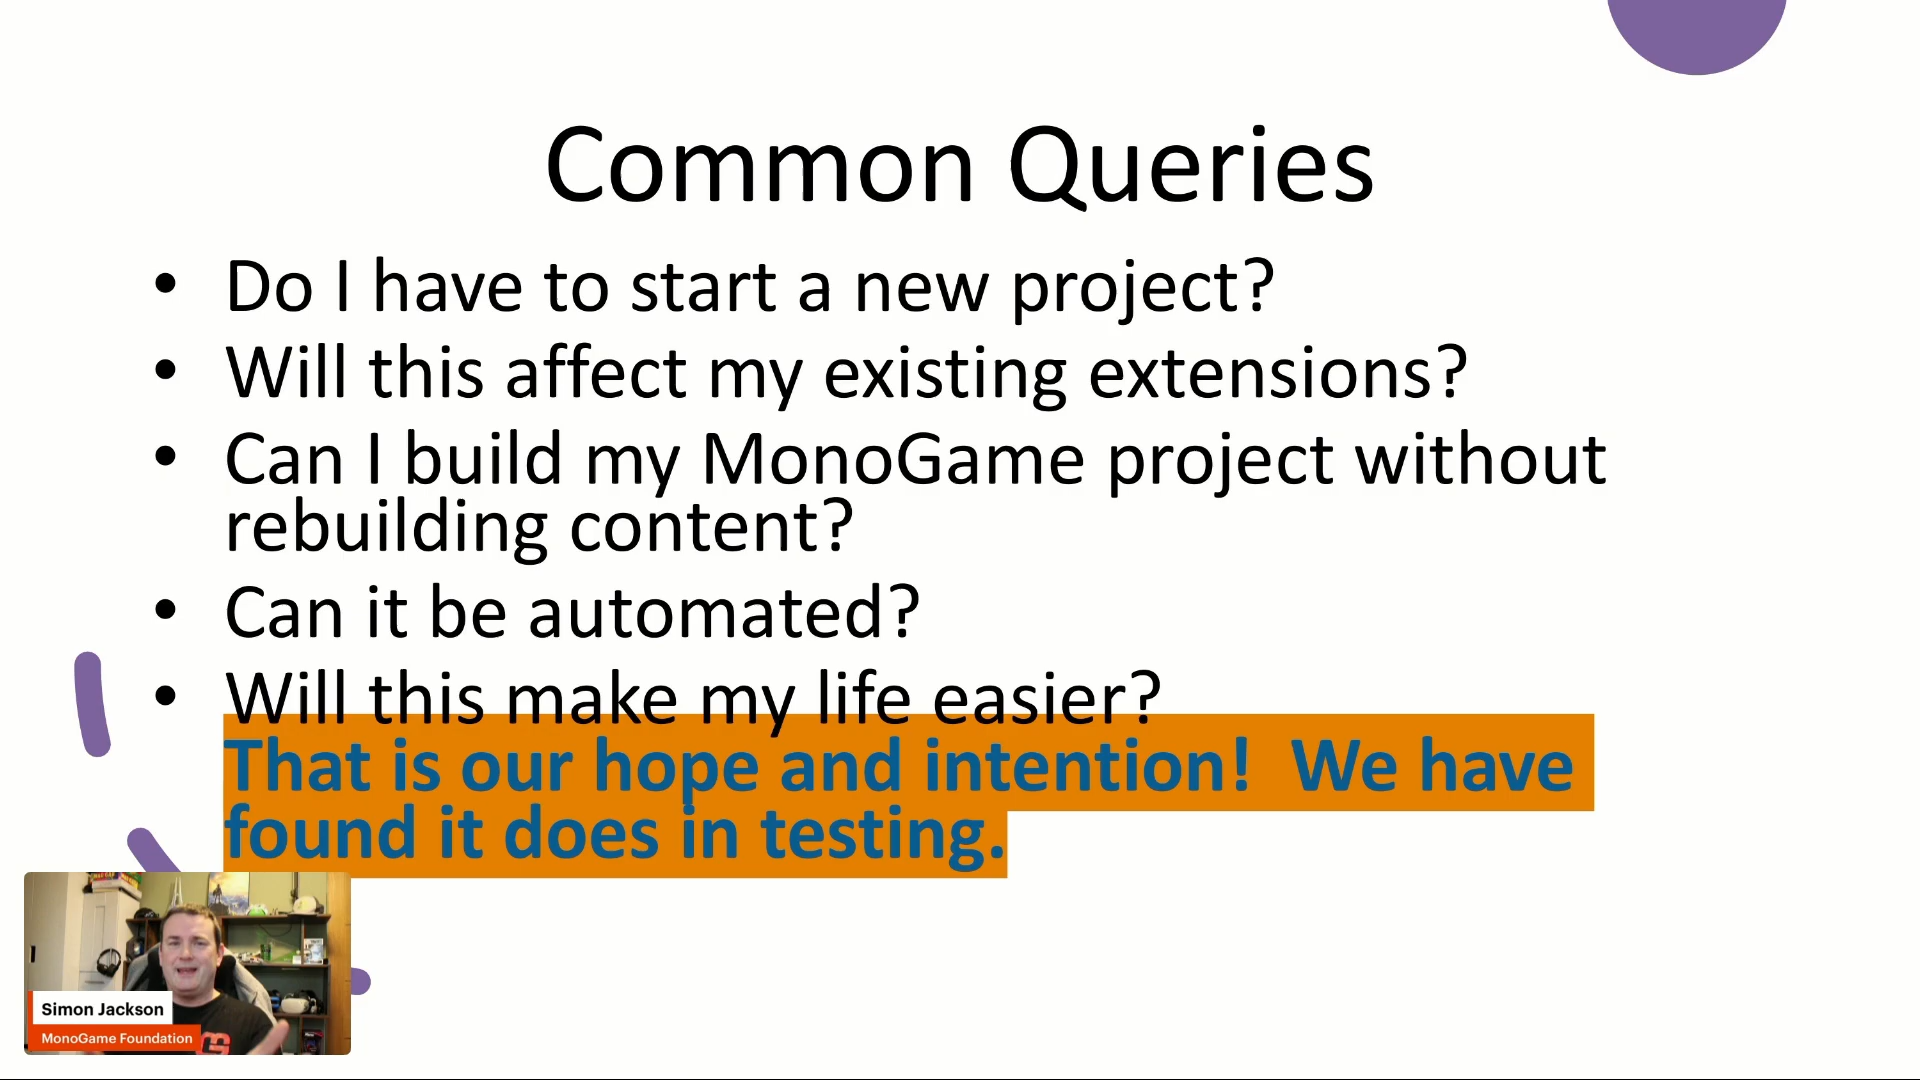 Common Queries
• Do I have to start a new project?
• Will this affect my existing extensions?
• Can I build my MonoGame project without
rebuilding content?
• Can it be automated?
• Will this make my life easier?
That is our hope and intention!  We have
found it does in testing.
Simon Jackson
MonoGame Foundation